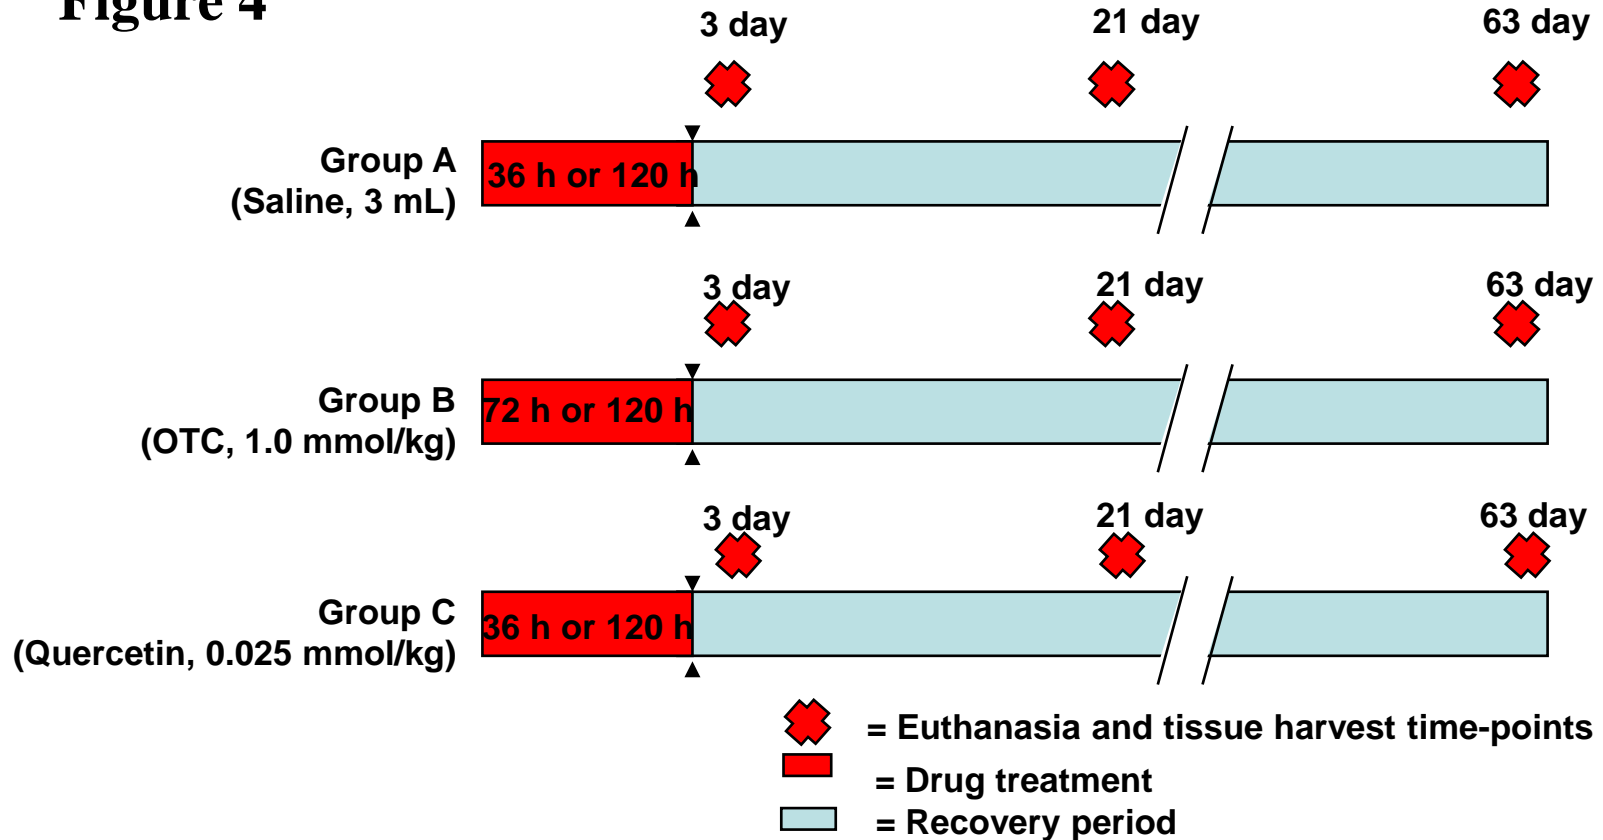 Figure 4
3 day 21 day 63 day
Group A
(Saline, 3 mL)
36 h or 120 h
3 day 21 day 63 day
Group B
(OTC, 1.0 mmol/kg)
72 h or 120 h
3 day 21 day 63 day
Group C
(Quercetin, 0.025 mmol/kg)
36 h or 120 h
= Euthanasia and tissue harvest time-points
= Drug treatment
= Recovery period